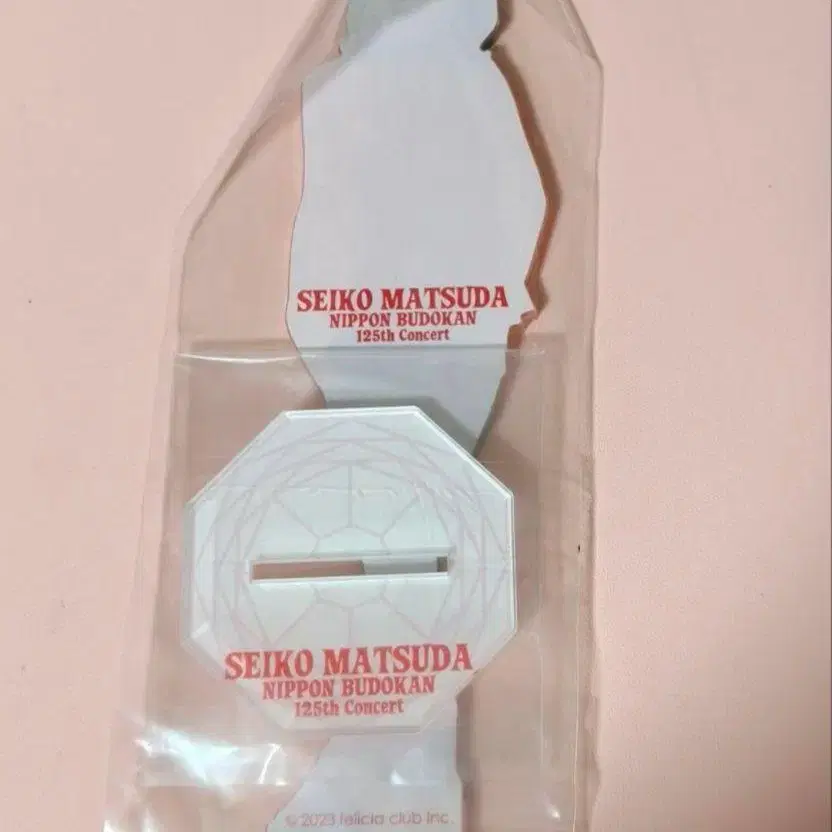 SEIKO MATSUDA
NIPPON BUDOKAN
125th Concert
SEIKO MATSUDA
NIPPON BUDOKAN
125th Concert
© 2023 felicia club Inc.